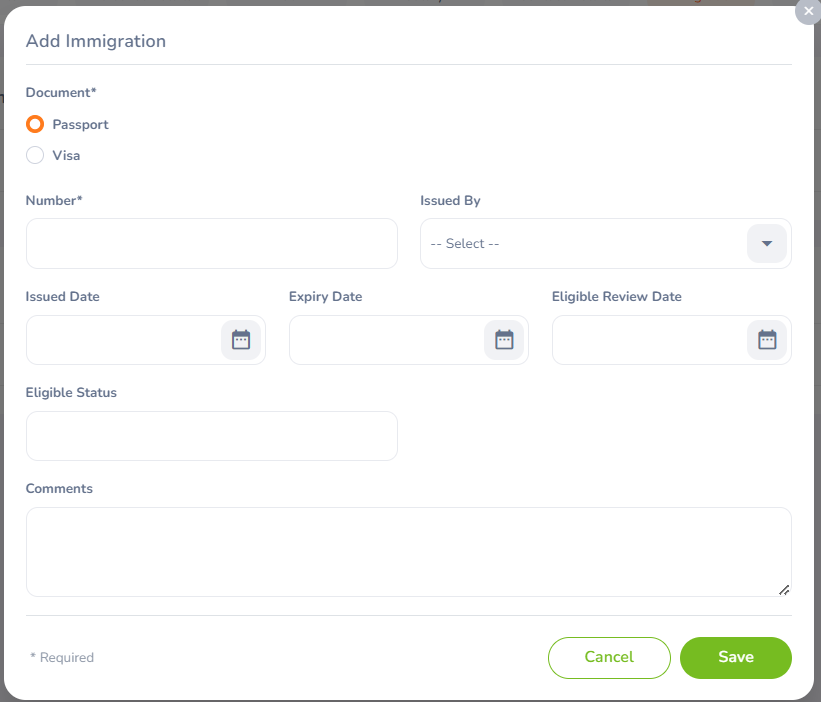 Add Immigration
Document*
Passport
Visa
Number* Issued By
-- Select --
Issued Date Expiry Date Eligible Review Date
Eligible Status
Comments
* Required Cancel Save